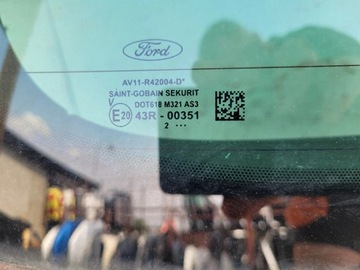 Ford
AV11-R42004-D*
SAINT-GOBAIN SEKURIT
V DOT618 M321 AS3
E20 43R - 00351
2 •••